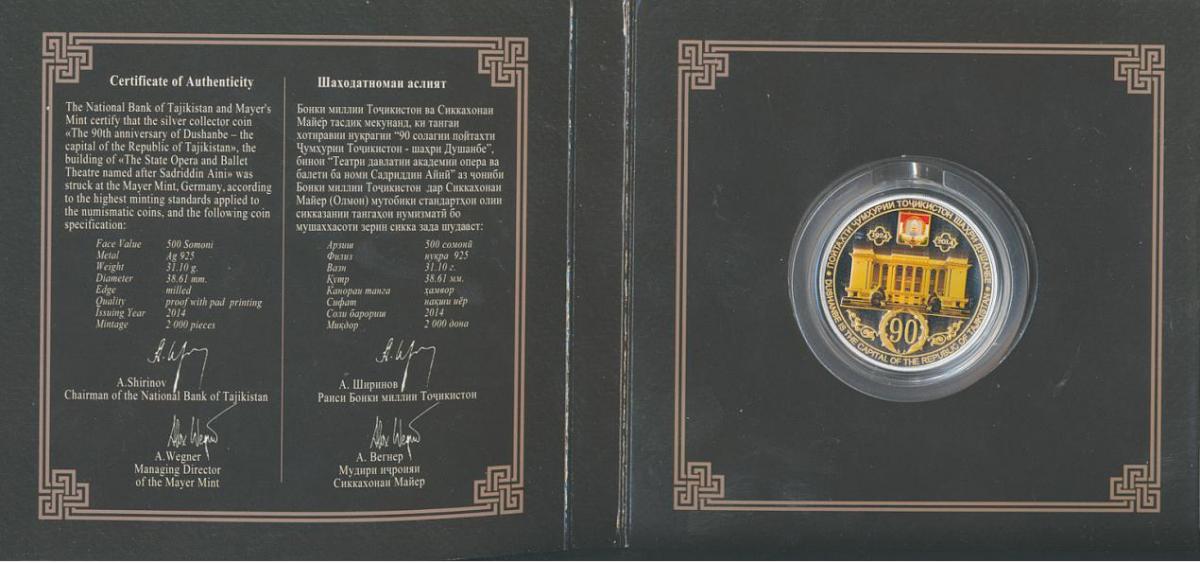 Certificate of Authenticity
The National Bank of Tajikistan and Mayer's
Mint certify that the silver collector coin
«The 90th anniversary of Dushanbe – the
capital of the Republic of Tajikistan», the
building of «The State Opera and Ballet
Theatre named after Sadriddin Aini» was
struck at the Mayer Mint, Germany, according
to the highest minting standards applied to
the numismatic coins, and the following coin
specification:
Face Value 500 Somoni
Metal Ag 925
Weight 31.10 g.
Diameter 38.61 mm.
Edge milled
Quality proof with pad printing
Issuing Year 2014
Mintage 2 000 pieces
A.Shirinov
Chairman of the National Bank of Tajikistan
A.Wegner
Managing Director
of the Mayer Mint
Шаҳодатномаи аслият
Бонки миллии Тоҷикистон ва Сиккахонаи
Майер тасдиқ мекунанд, ки тангаи
хотиравии нуқрагии “90 солагии пойтахти
Ҷумҳурии Тоҷикистон - шаҳри Душанбе”,
бинои “Театри давлатии академии опера ва
балети ба номи Садриддин Айнӣ” аз ҷониби
Бонки миллии Тоҷикистон дар Сиккахонаи
Майер (Олмон) мутобиқи стандартҳои олии
сикказании тангаҳои нумизматӣ бо
мушаххасоти зерин сикка зада шудааст:
Арзиш 500 сомонӣ
Филиз нуқра 925
Вазн 31.10 г.
Қутр 38.61 мм.
Канораи танга ҳамвор
Сифат нақши иёр
Соли барориш 2014
Миқдор 2 000 дона
А. Ширинов
Раиси Бонки миллии Тоҷикистон
А. Вегнер
Мудири иҷроияи
Сиккахонаи Майер
ПОЙТАХТИ ҶУМҲУРИИ ТОҶИКИСТОН ШАҲРИ ДУШАНБЕ
1924
2014
90
DUSHANBE IS THE CAPITAL OF THE REPUBLIC OF TAJIKISTAN